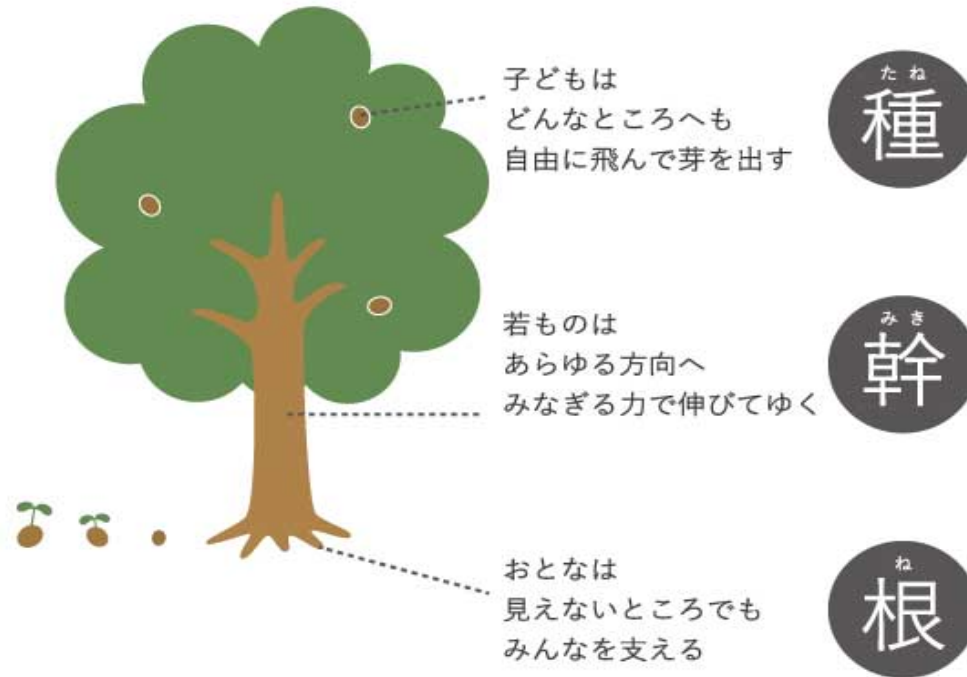 子どもは
どんなところへも
自由に飛んで芽を出す
たね
種
若ものは
あらゆる方向へ
みなぎる力で伸びてゆく
みき
幹
おとなは
見えないところでも
みんなを支える
ね
根